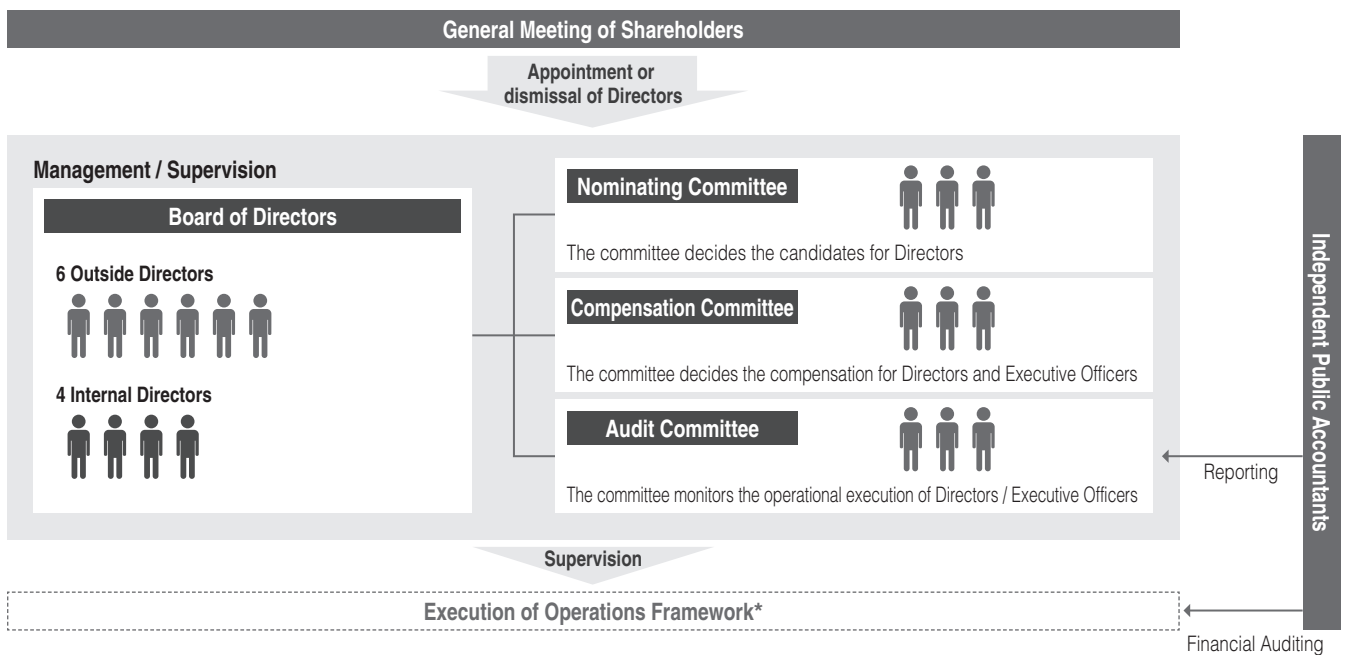 General Meeting of Shareholders
Appointment or
dismissal of Directors
Management / Supervision
Board of Directors
6 Outside Directors
4 Internal Directors
Nominating Committee
The committee decides the candidates for Directors
Compensation Committee
The committee decides the compensation for Directors and Executive Officers
Audit Committee
The committee monitors the operational execution of Directors / Executive Officers
Independent Public Accountants
Reporting
Supervision
Execution of Operations Framework*
Financial Auditing